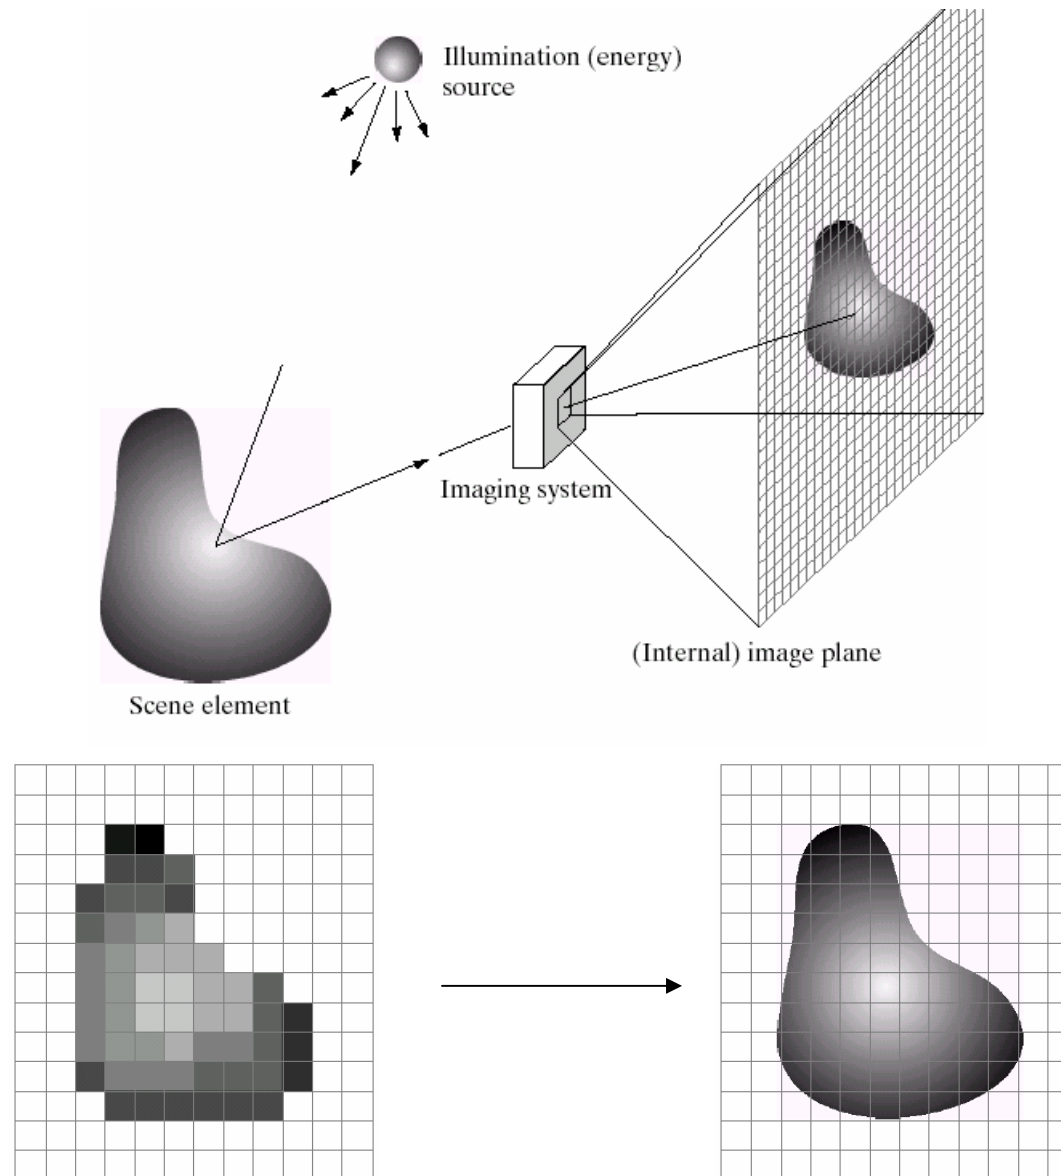 Illumination (energy)
source
Imaging system
(Internal) image plane
Scene element